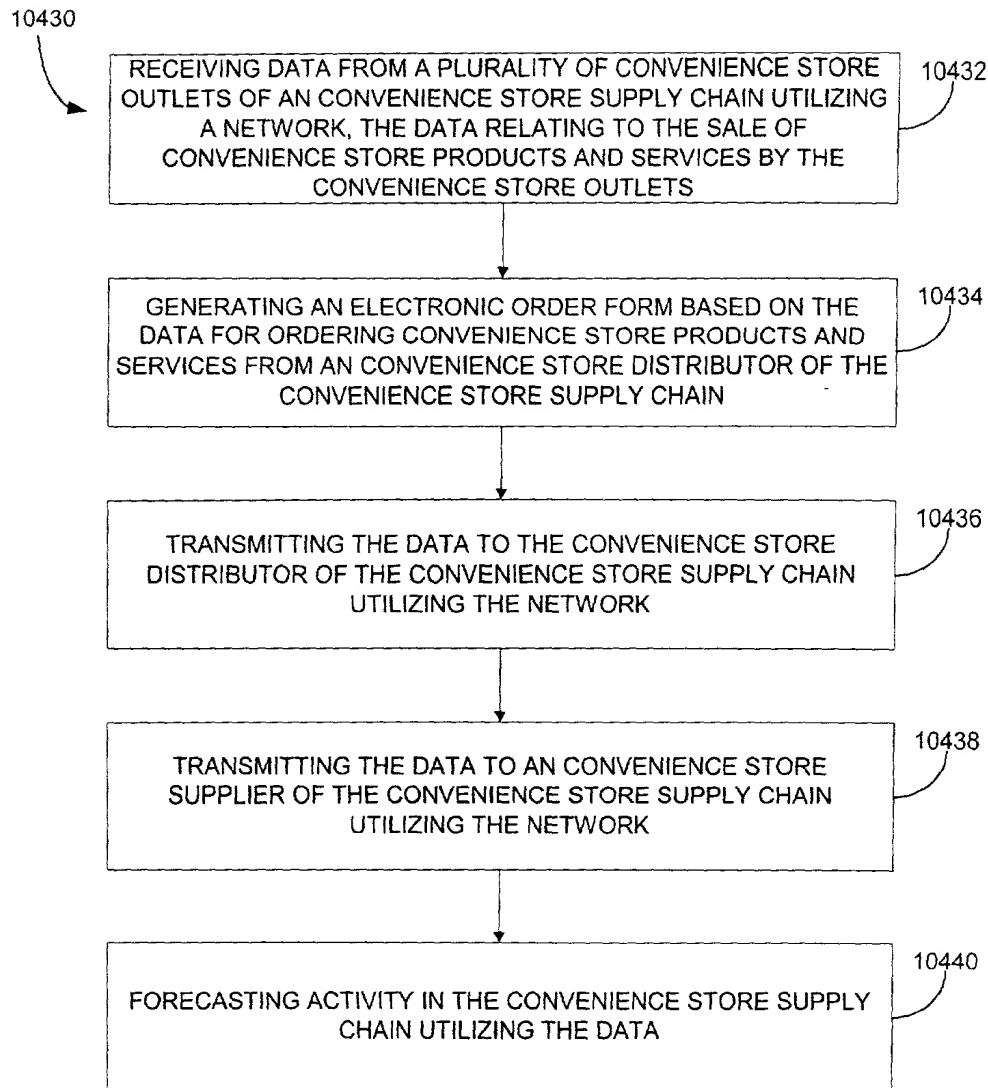 10430
RECEIVING DATA FROM A PLURALITY OF CONVENIENCE STORE
OUTLETS OF AN CONVENIENCE STORE SUPPLY CHAIN UTILIZING
A NETWORK, THE DATA RELATING TO THE SALE OF
CONVENIENCE STORE PRODUCTS AND SERVICES BY THE
CONVENIENCE STORE OUTLETS
10432
GENERATING AN ELECTRONIC ORDER FORM BASED ON THE
DATA FOR ORDERING CONVENIENCE STORE PRODUCTS AND
SERVICES FROM AN CONVENIENCE STORE DISTRIBUTOR OF THE
CONVENIENCE STORE SUPPLY CHAIN
10434
TRANSMITTING THE DATA TO THE CONVENIENCE STORE
DISTRIBUTOR OF THE CONVENIENCE STORE SUPPLY CHAIN
UTILIZING THE NETWORK
10436
TRANSMITTING THE DATA TO AN CONVENIENCE STORE
SUPPLIER OF THE CONVENIENCE STORE SUPPLY CHAIN
UTILIZING THE NETWORK
10438
FORECASTING ACTIVITY IN THE CONVENIENCE STORE SUPPLY
CHAIN UTILIZING THE DATA
10440